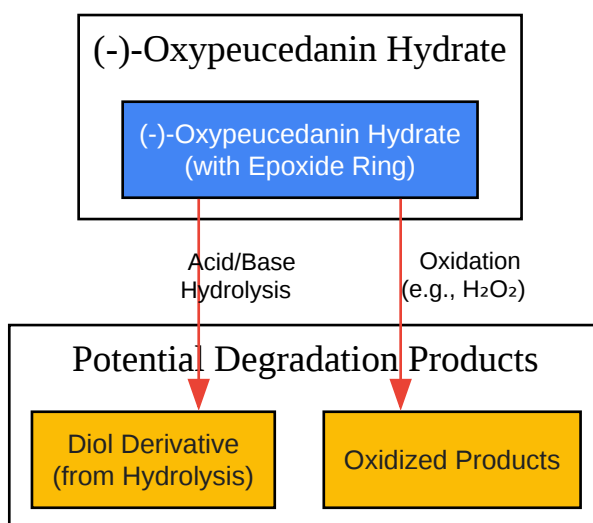 (-)-Oxypeucedanin Hydrate
(-)-Oxypeucedanin Hydrate
(with Epoxide Ring)
Acid/Base
Hydrolysis
Oxidation
(e.g., H₂O₂)
Potential Degradation Products
Diol Derivative
(from Hydrolysis)
Oxidized Products